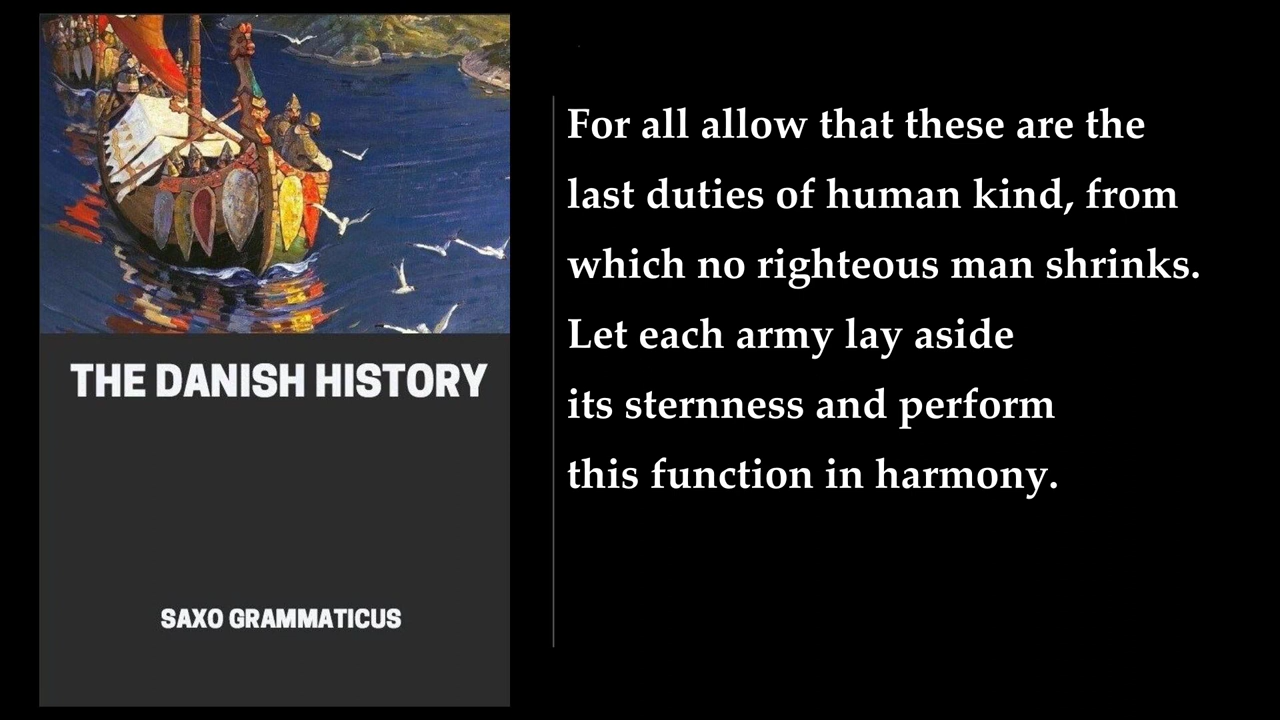 THE DANISH HISTORY
SAXO GRAMMATICUS
For all allow that these are the
last duties of human kind, from
which no righteous man shrinks.
Let each army lay aside
its sternness and perform
this function in harmony.